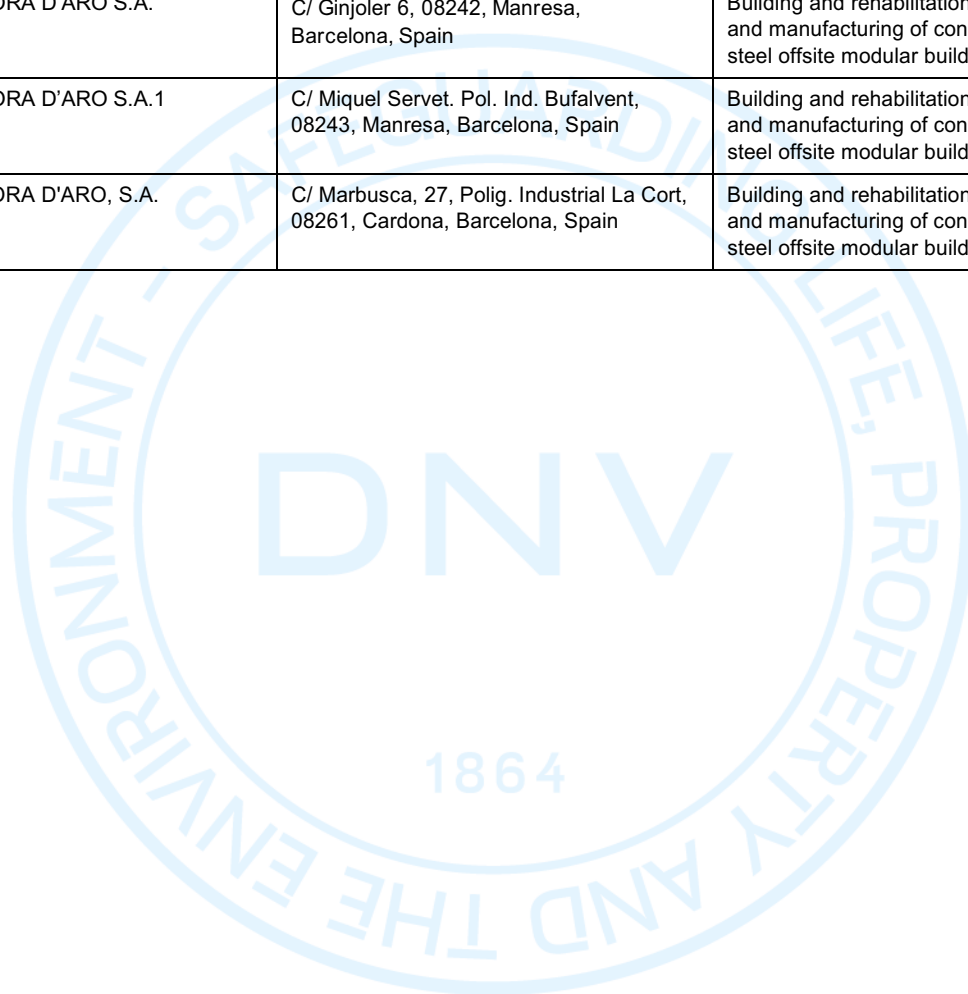 ORA D'ARO S.A.
C/ Ginjoler 6, 08242, Manresa,
Barcelona, Spain
Building and rehabilitation
and manufacturing of con
steel offsite modular build
ORA D’ARO S.A.1
C/ Miquel Servet. Pol. Ind. Bufalvent,
08243, Manresa, Barcelona, Spain
Building and rehabilitation
and manufacturing of con
steel offsite modular build
ORA D'ARO, S.A.
C/ Marbusca, 27, Polig. Industrial La Cort,
08261, Cardona, Barcelona, Spain
Building and rehabilitation
and manufacturing of con
steel offsite modular build
SAFEGUARDING LIFE, PROPERTY AND THE ENVIRONMENT -
DNV
1864